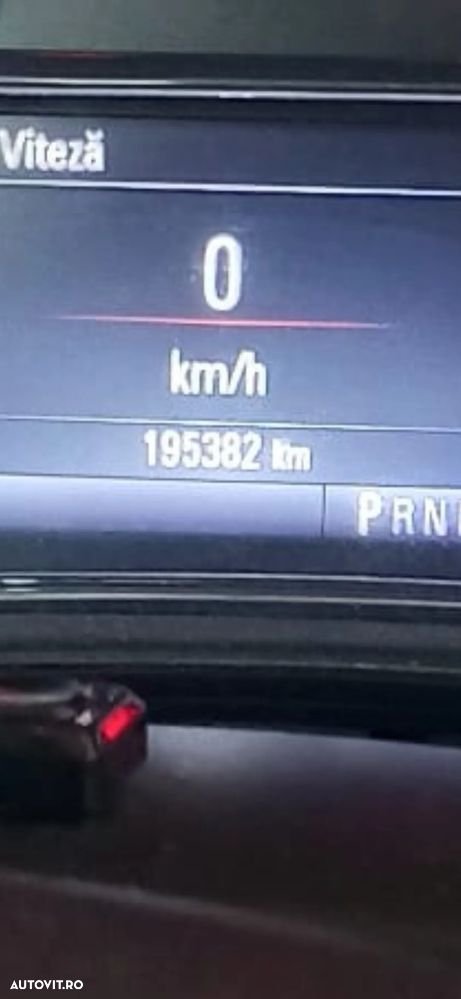 Viteză
0
km/h
195382 km
PRN
AUTOVIT.RO